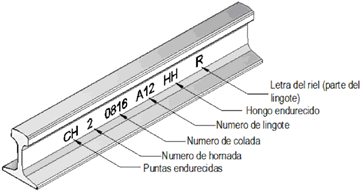 CH 2 0816 A12 HH R
Letra del riel (parte del
lingote)
Hongo endurecido
Numero de lingote
Numero de colada
Numero de hornada
Puntas endurecidas